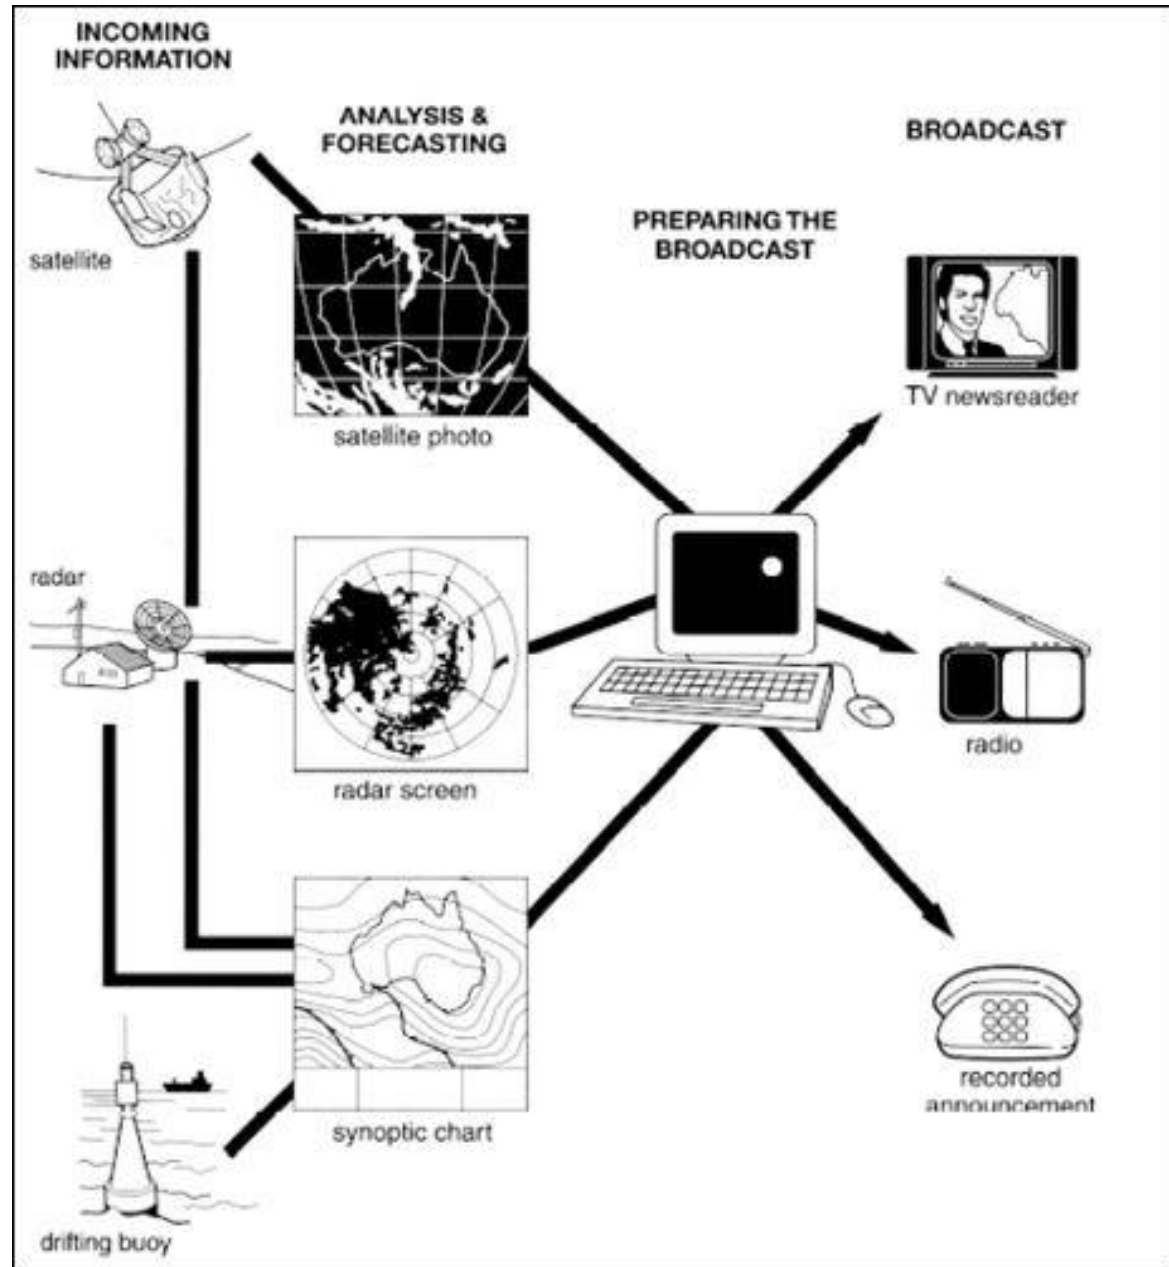 INCOMING
INFORMATION
ANALYSIS &
FORECASTING
BROADCAST
PREPARING THE
BROADCAST
satellite
satellite photo
TV newsreader
radar
radar screen
radio
synoptic chart
recorded
announcement
drifting buoy